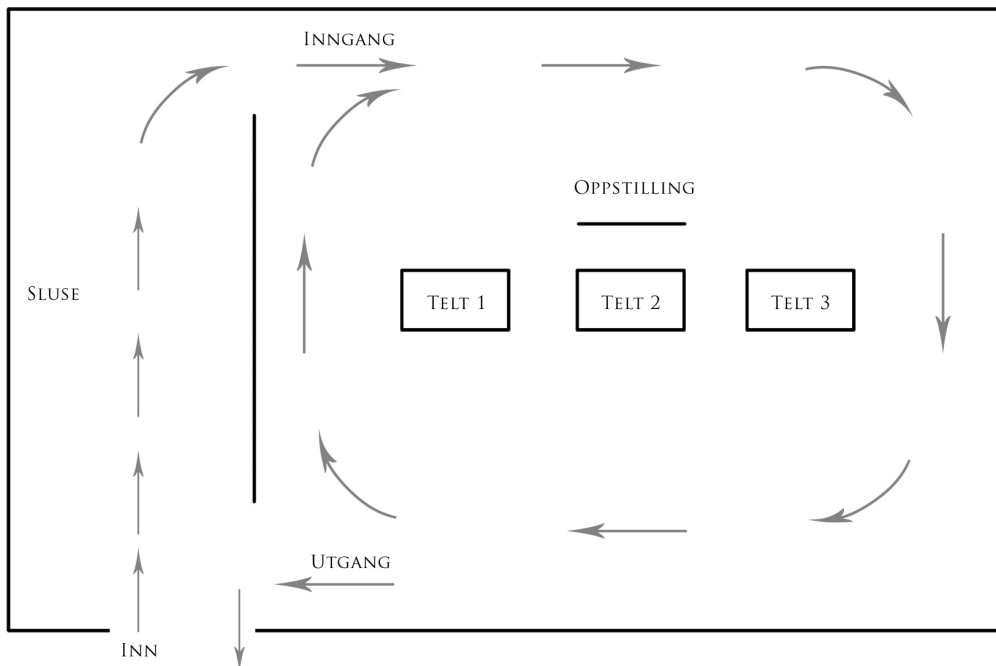 Inngang
Oppstilling
Sluse
Telt 1
Telt 2
Telt 3
Utgang
Inn